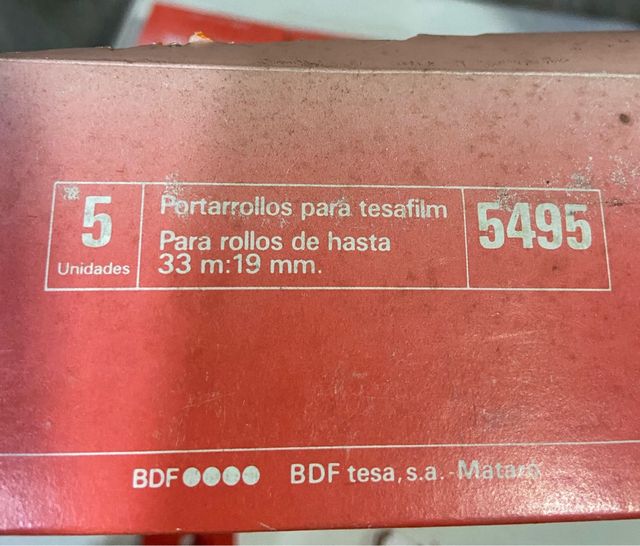 5
Unidades
Portarrollos para tesafilm
Para rollos de hasta
33 m:19 mm.
5495
BDF●●●● BDF tesa, s.a. - Mataró